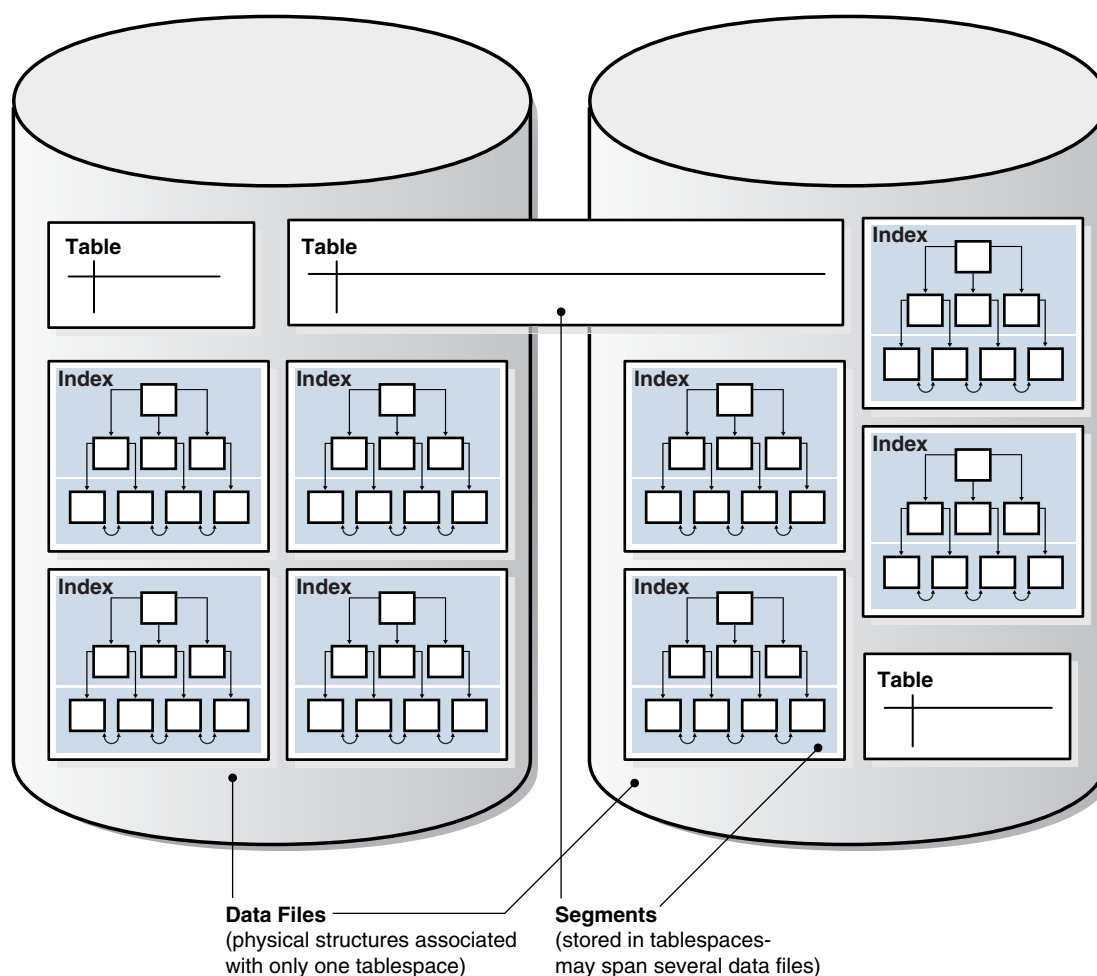 Table
Table
Index
Index
Index
Index
Index
Index
Index
Index
Table
Data Files
(physical structures associated
with only one tablespace)
Segments
(stored in tablespaces-
may span several data files)